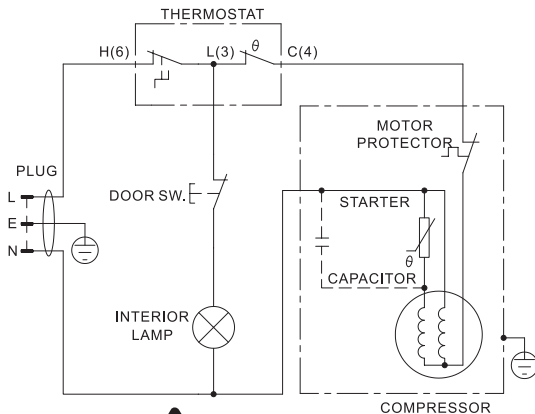 THERMOSTAT
H(6) L(3) θ C(4)
MOTOR
PROTECTOR
PLUG
L
E
N
DOOR SW.
STARTER
θ
CAPACITOR
INTERIOR
LAMP
COMPRESSOR